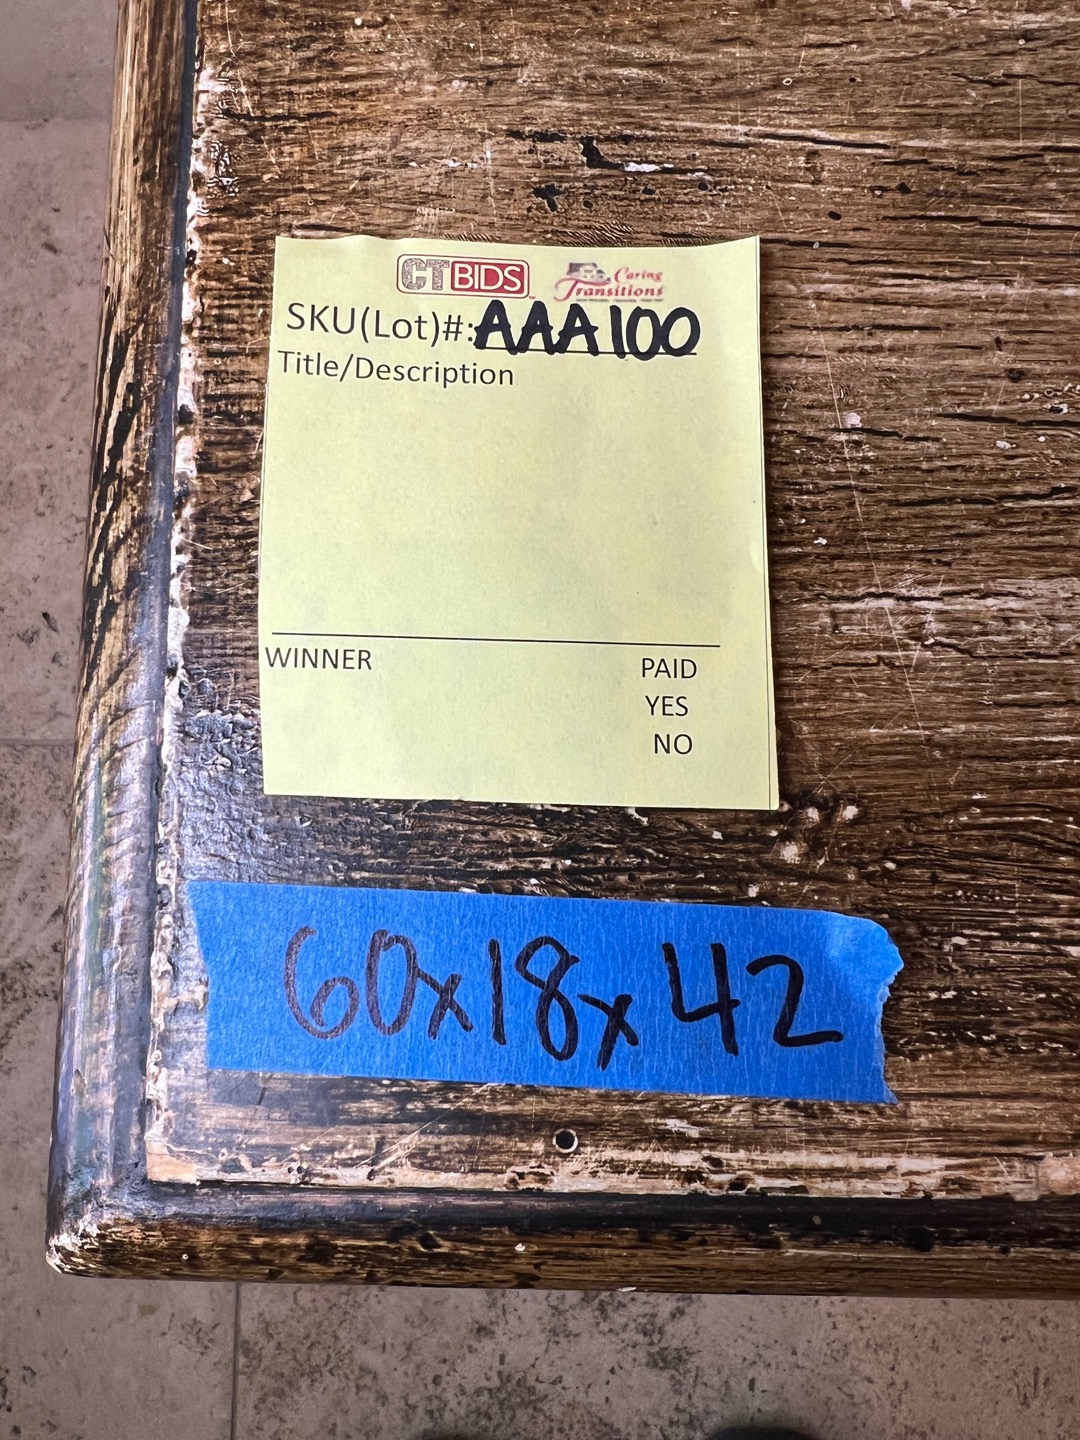 CTBIDS
Caring Transitions
SKU(Lot)#:AAA100
Title/Description
WINNER PAID
YES
NO
60x18x42